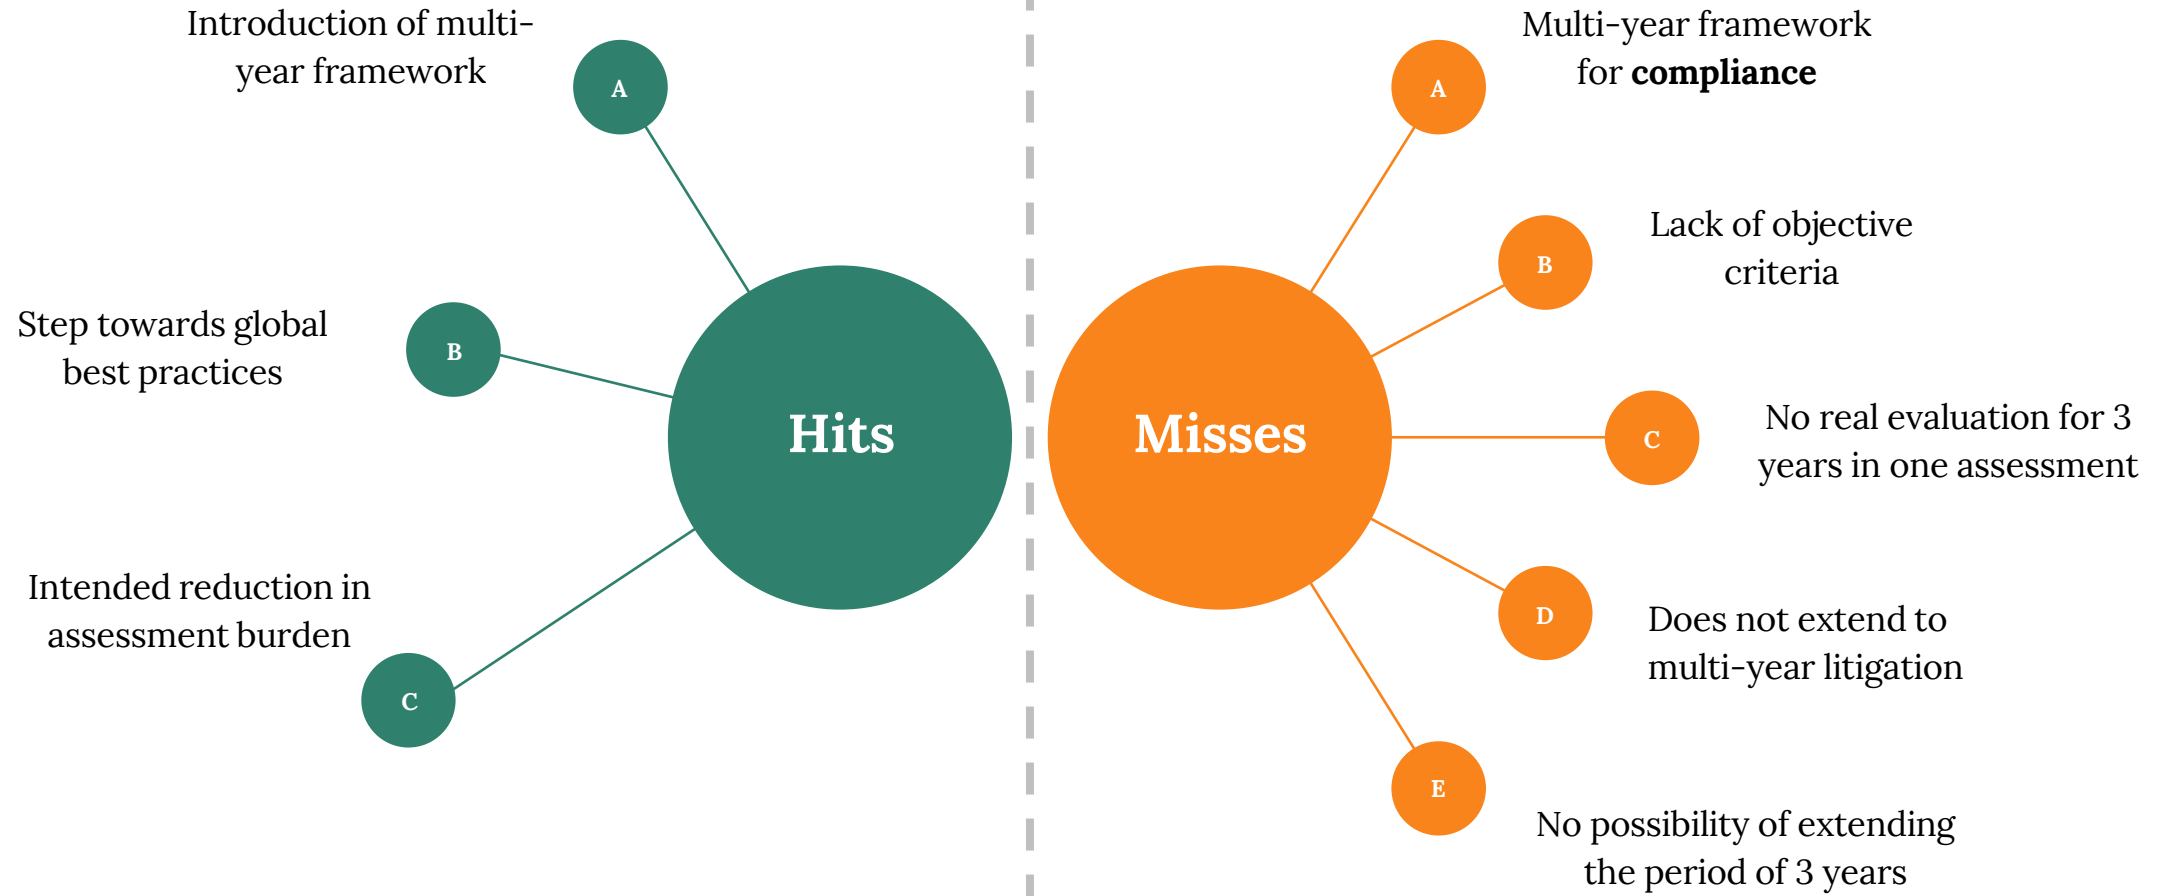 Introduction of multi-
year framework
A
Step towards global
best practices
B
Intended reduction in
assessment burden
C
Hits
Misses
A
Multi-year framework
for compliance
B
Lack of objective
criteria
C
No real evaluation for 3
years in one assessment
D
Does not extend to
multi-year litigation
E
No possibility of extending
the period of 3 years